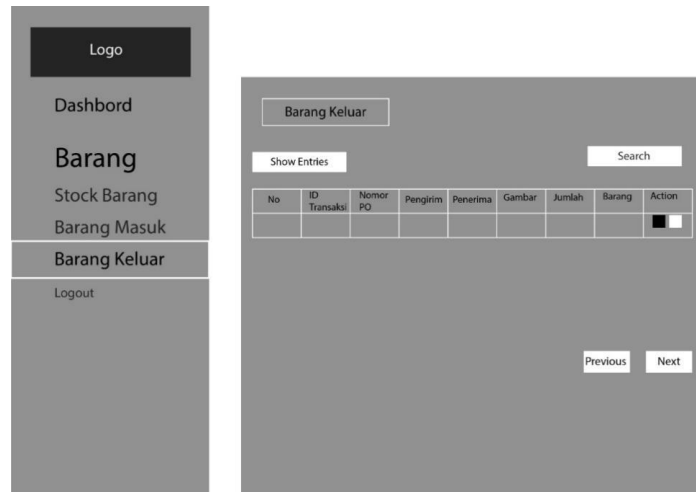 Logo
Dashbord
Barang
Stock Barang
Barang Masuk
Barang Keluar
Logout
Barang Keluar
Show Entries
Search
No ID Transaksi Nomor PO Pengirim Penerima Gambar Jumlah Barang Action
Previous Next